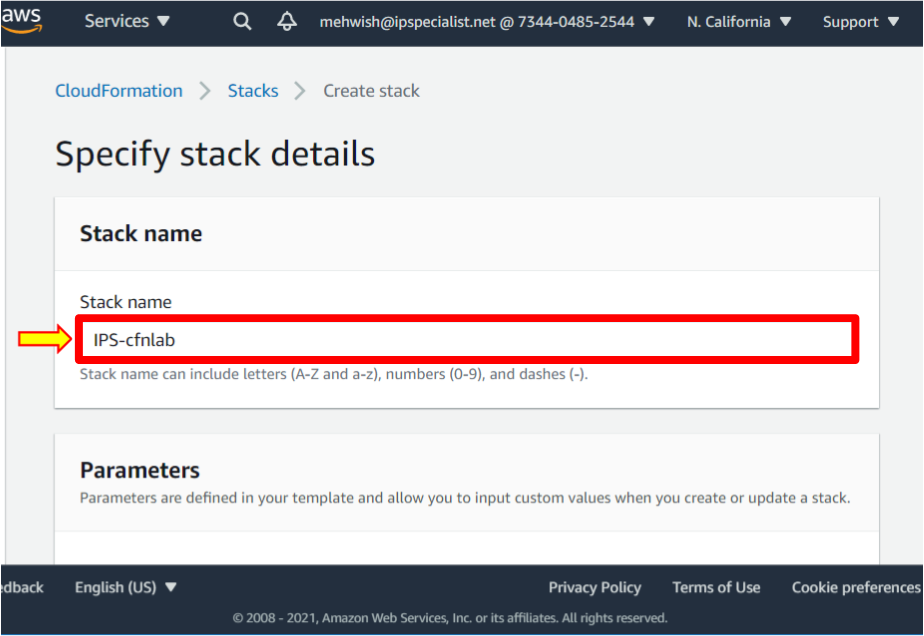 aws Services ▼ mehwish@ipspecialist.net @ 7344-0485-2544 ▼ N. California ▼ Support ▼
CloudFormation > Stacks > Create stack
Specify stack details
Stack name
Stack name
IPS-cfnlab
Stack name can include letters (A-Z and a-z), numbers (0-9), and dashes (-).
Parameters
Parameters are defined in your template and allow you to input custom values when you create or update a stack.
edback English (US) ▼ Privacy Policy Terms of Use Cookie preferences
© 2008 - 2021, Amazon Web Services, Inc. or its affiliates. All rights reserved.